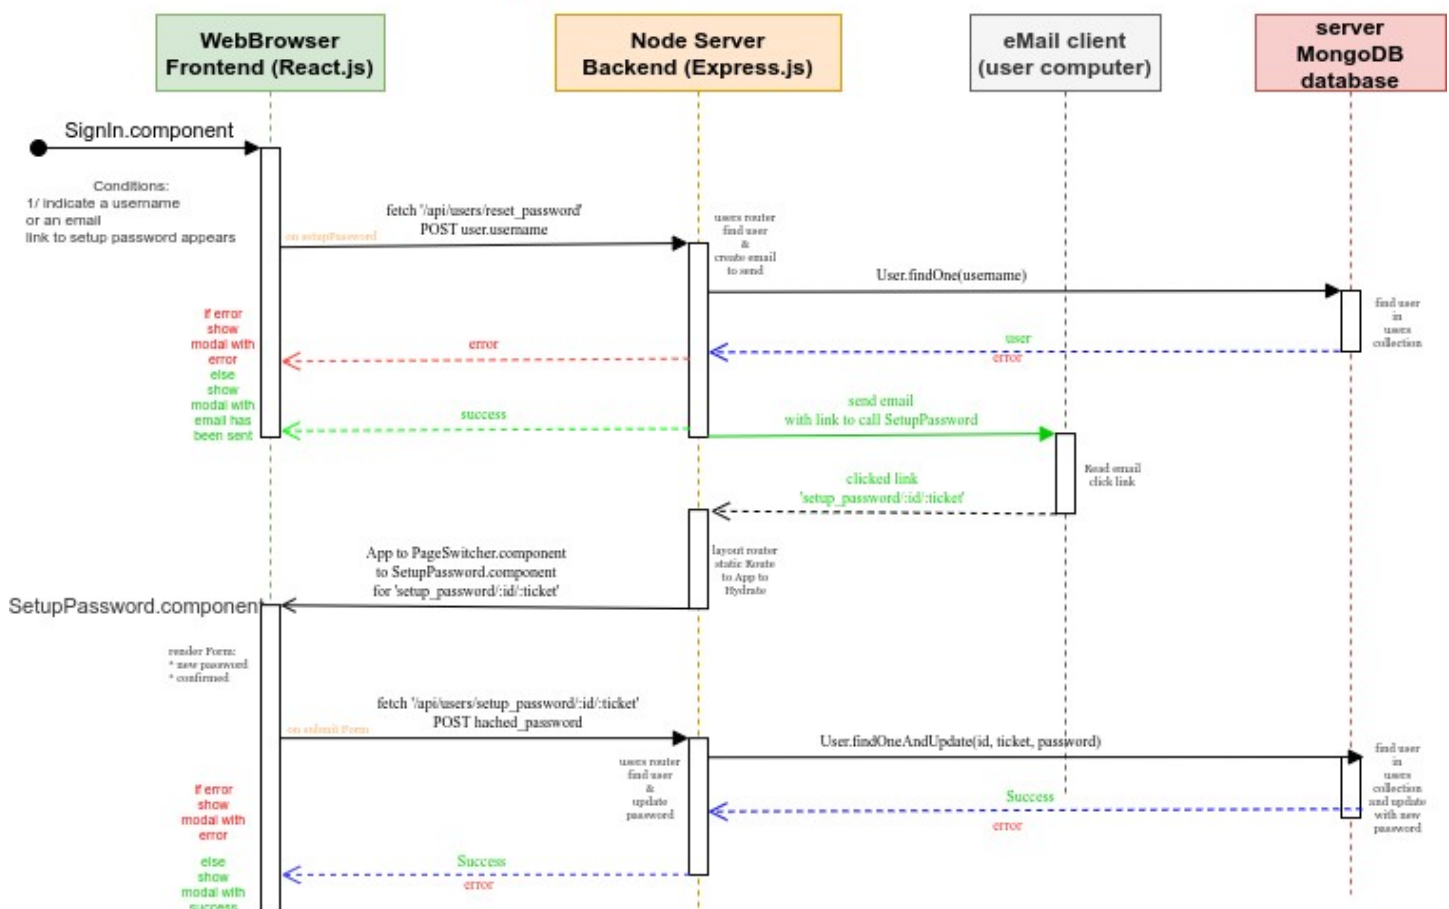 WebBrowser
Frontend (React.js)
Node Server
Backend (Express.js)
eMail client
(user computer)
server
MongoDB
database
SignIn.component
Conditions:
1/ indicate a username
or an email
link to setup password appears
on setupPassword
fetch '/api/users/reset_password'
POST user.username
users router
find user
&
create email
to send
User.findOne(username)
find user
in
users
collection
user
error
error
If error
show
modal with
error
else
show
modal with
email has
been sent
success
send email
with link to call SetupPassword
Read email
click link
clicked link
'setup_password/:id/:ticket'
layout router
static Route
to App to
Hydrate
App to PageSwitcher.component
to SetupPassword.component
for 'setup_password/:id/:ticket'
SetupPassword.component
render Form:
* new password
* confirmed
fetch '/api/users/setup_password/:id/:ticket'
POST hached_password
on submit Form
users router
find user
&
update
password
User.findOneAndUpdate(id, ticket, password)
find user
in
users
collection
and update
with new
password
Success
error
If error
show
modal with
error
else
show
modal with
success
Success
error